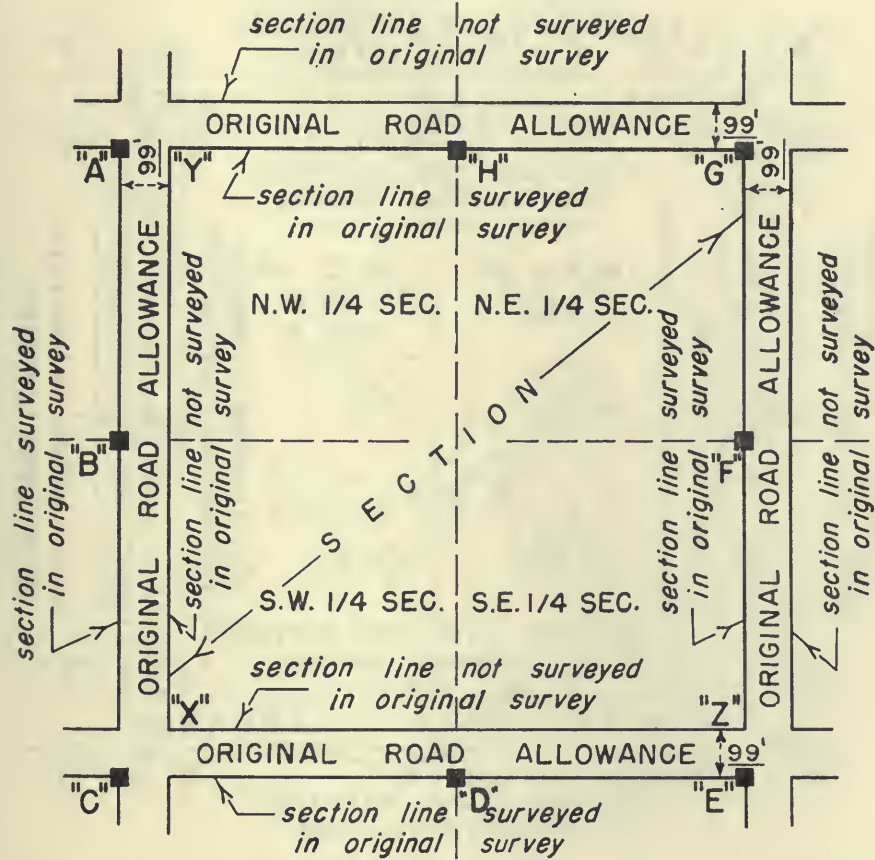 section line not surveyed
in original survey
ORIGINAL ROAD ALLOWANCE
99'
"A"
99'
"Y"
"H"
"G"
99'
section line surveyed
in original survey
N.W. 1/4 SEC.
N.E. 1/4 SEC.
section line surveyed
in original survey
ORIGINAL ROAD ALLOWANCE
section line not surveyed
in original survey
SECTION
section line surveyed
in original survey
ORIGINAL ROAD ALLOWANCE
section line not surveyed
in original survey
"B"
"F"
S.W. 1/4 SEC.
S.E. 1/4 SEC.
section line not surveyed
in original survey
"X"
"Z"
ORIGINAL ROAD ALLOWANCE
99'
"C"
"D"
"E"
section line surveyed
in original survey